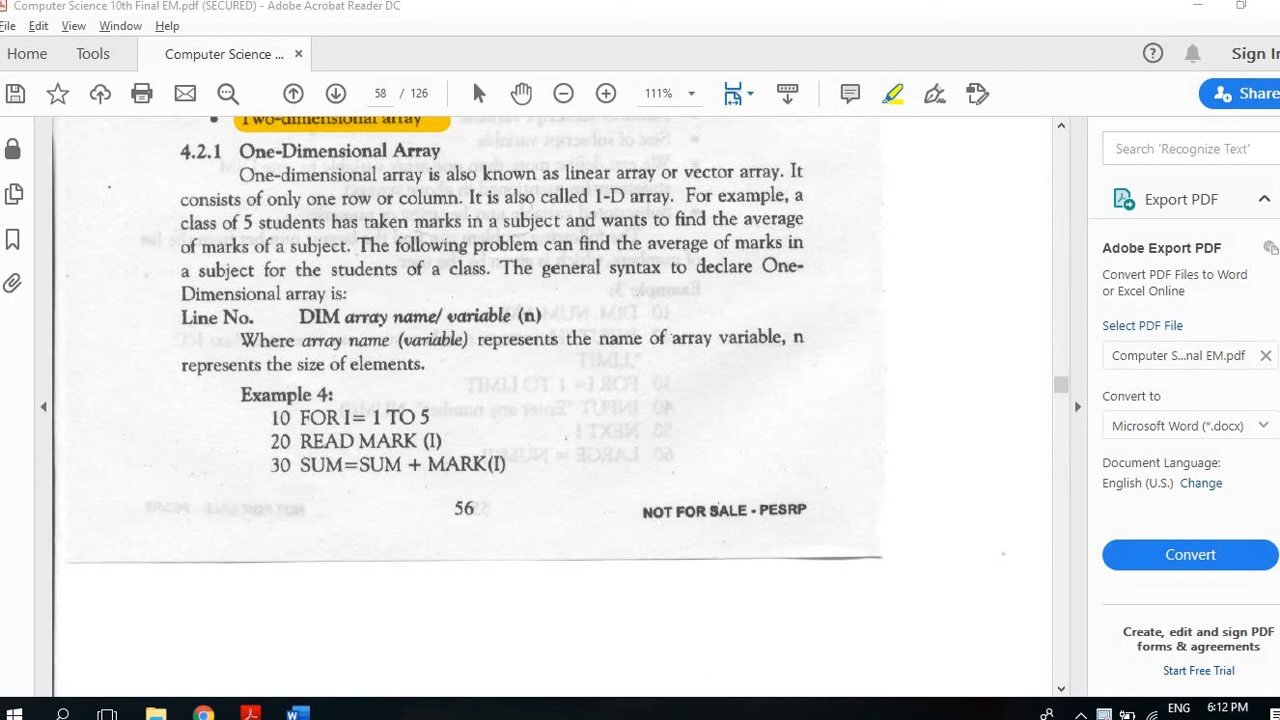 Computer Science 10th Final EM.pdf (SECURED) - Adobe Acrobat Reader DC
File Edit View Window Help
Home Tools Computer Science ... × Sign In
58 / 126 111% Share
• Two-dimensional array
4.2.1 One-Dimensional Array
One-dimensional array is also known as linear array or vector array. It
consists of only one row or column. It is also called 1-D array. For example, a
class of 5 students has taken marks in a subject and wants to find the average
of marks of a subject. The following problem can find the average of marks in
a subject for the students of a class. The general syntax to declare One-
Dimensional array is:
Line No. DIM array name/ variable (n)
Where array name (variable) represents the name of array variable, n
represents the size of elements.
Example 4:
10 FOR I= 1 TO 5
20 READ MARK (I)
30 SUM=SUM + MARK(I)
56 NOT FOR SALE - PESRP
Search 'Recognize Text'
Export PDF
Adobe Export PDF
Convert PDF Files to Word
or Excel Online
Select PDF File
Computer S...nal EM.pdf ×
Convert to
Microsoft Word (*.docx)
Document Language:
English (U.S.) Change
Convert
Create, edit and sign PDF
forms & agreements
Start Free Trial
ENG 6:12 PM